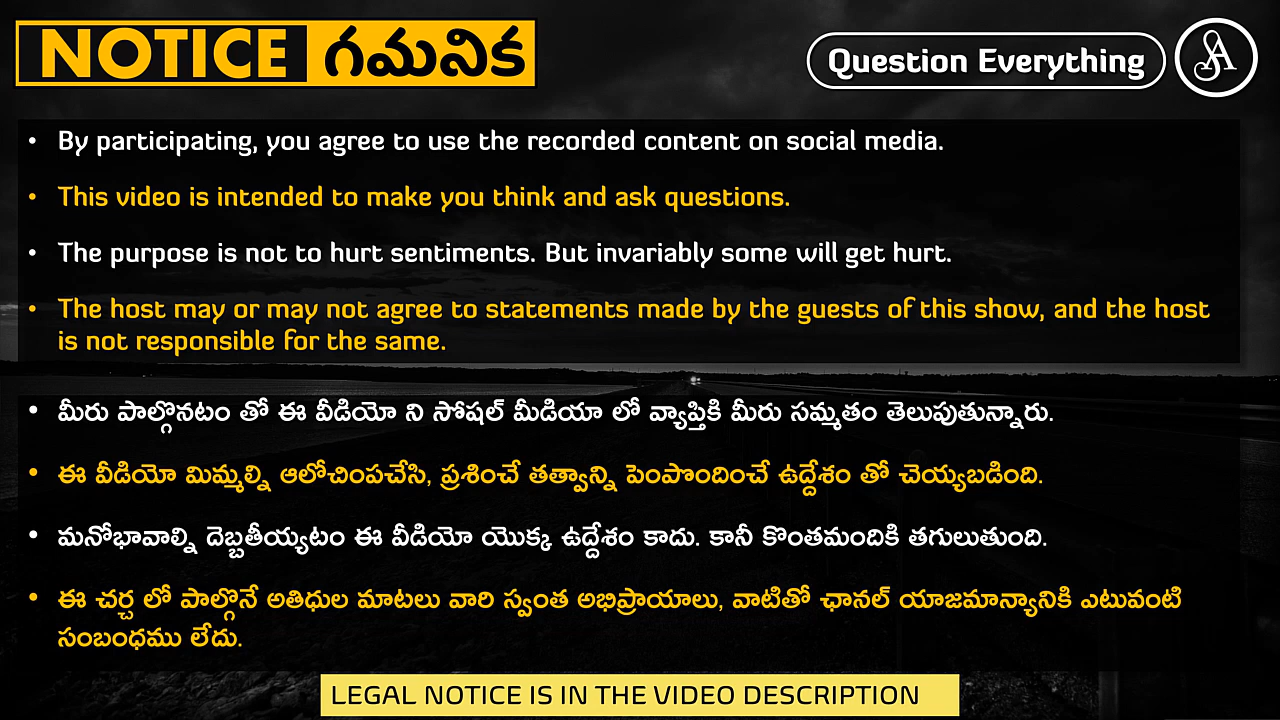 NOTICE గమనిక
Question Everything
• By participating, you agree to use the recorded content on social media.
• This video is intended to make you think and ask questions.
• The purpose is not to hurt sentiments. But invariably some will get hurt.
• The host may or may not agree to statements made by the guests of this show, and the host
is not responsible for the same.
• మీరు పాల్గొనటం తో ఈ వీడియో ని సోషల్ మీడియా లో వ్యాప్తికి మీరు సమ్మతం తెలుపుతున్నారు.
• ఈ వీడియో మిమ్మల్ని ఆలోచింపచేసి, ప్రశించే తత్వాన్ని పెంపొందించే ఉద్దేశం తో చెయ్యబడింది.
• మనోభావాల్ని దెబ్బతీయ్యటం ఈ వీడియో యొక్క ఉద్దేశం కాదు. కానీ కొంతమందికి తగులుతుంది.
• ఈ చర్చ లో పాల్గొనే అతిధుల మాటలు వారి స్వంత అభిప్రాయాలు, వాటితో ఛానల్ యాజమాన్యానికి ఎటువంటి
సంబంధము లేదు.
LEGAL NOTICE IS IN THE VIDEO DESCRIPTION